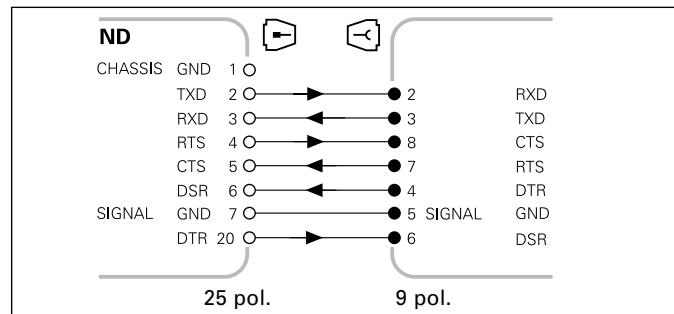 ND
CHASSIS GND 1
TXD 2 2 RXD
RXD 3 3 TXD
RTS 4 8 CTS
CTS 5 7 RTS
DSR 6 4 DTR
SIGNAL GND 7 5 SIGNAL GND
DTR 20 6 DSR
25 pol. 9 pol.